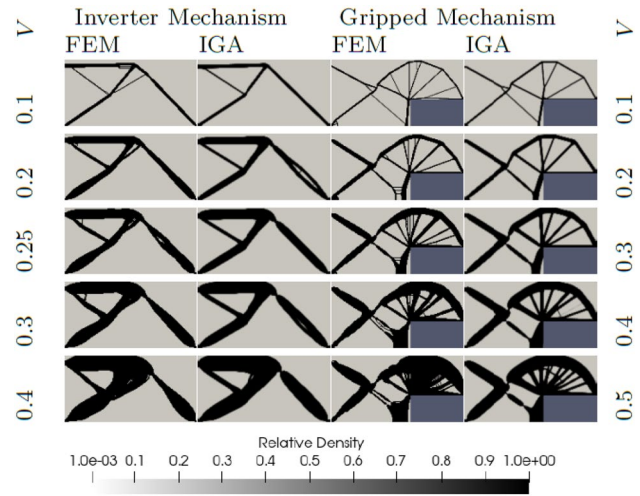 V Inverter Mechanism Gripped Mechanism V
FEM IGA FEM IGA
0.1 0.1
0.2 0.2
0.25 0.3
0.3 0.4
0.4 0.5
Relative Density
1.0e-03 0.1 0.2 0.3 0.4 0.5 0.6 0.7 0.8 0.9 1.0e+00